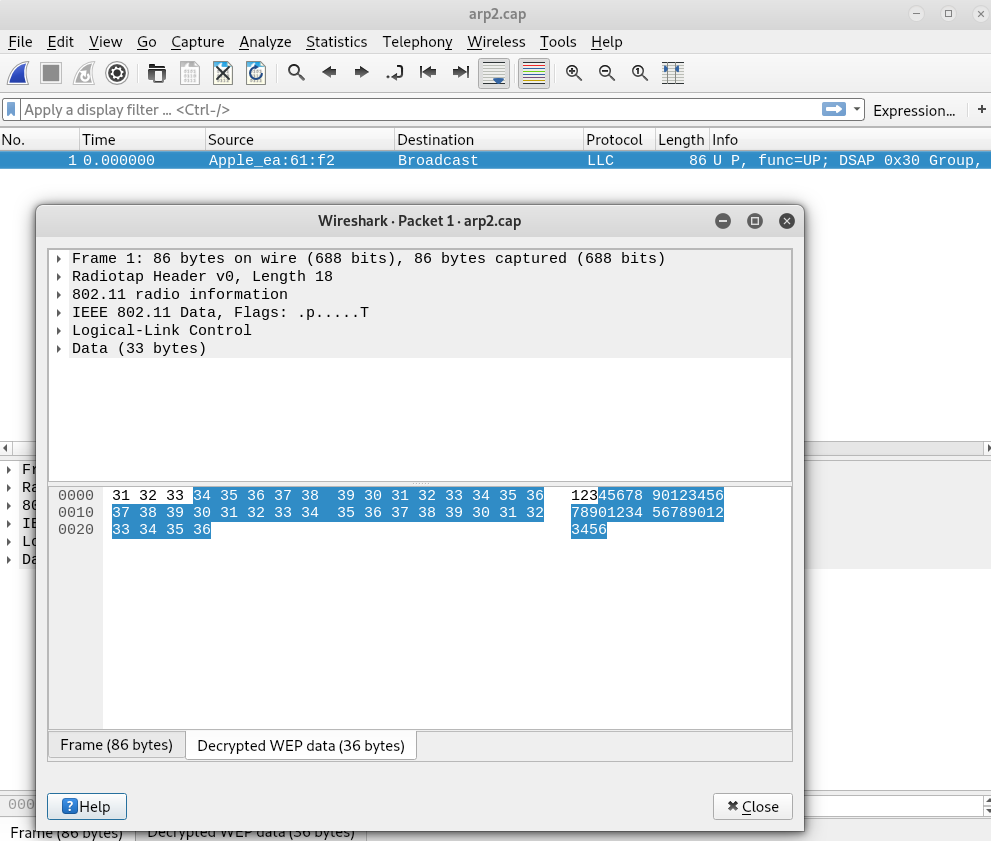 arp2.cap
File Edit View Go Capture Analyze Statistics Telephony Wireless Tools Help
Apply a display filter ... <Ctrl-/> Expression... +
No. Time Source Destination Protocol Length Info
1 0.000000 Apple_ea:61:f2 Broadcast LLC 86 U P, func=UP; DSAP 0x30 Group,
Wireshark · Packet 1 · arp2.cap
Frame 1: 86 bytes on wire (688 bits), 86 bytes captured (688 bits)
Radiotap Header v0, Length 18
802.11 radio information
IEEE 802.11 Data, Flags: .p.....T
Logical-Link Control
Data (33 bytes)
0000 31 32 33 34 35 36 37 38 39 30 31 32 33 34 35 36 12345678 90123456
0010 37 38 39 30 31 32 33 34 35 36 37 38 39 30 31 32 78901234 56789012
0020 33 34 35 36 3456
Frame (86 bytes) Decrypted WEP data (36 bytes)
Help Close
Frame (86 bytes) Decrypted WEP data (36 bytes)